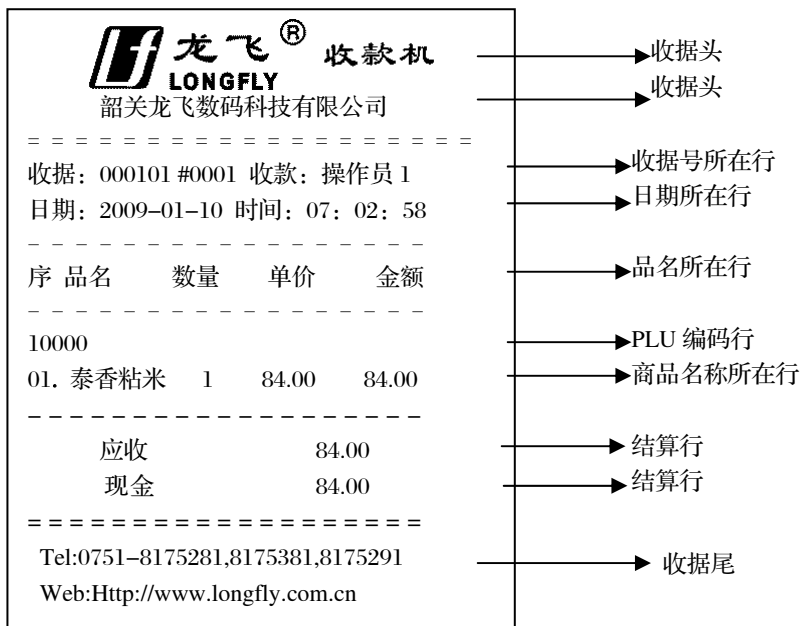 Lf 龙飞® 收款机 收据头
LONGFLY
韶关龙飞数码科技有限公司 收据头
= = = = = = = = = = = = = = = = = = =
收据：000101 #0001 收款：操作员 1 收据号所在行
日期：2009-01-10 时间：07：02：58 日期所在行
- - - - - - - - - - - - - - - - -
序 品名 数量 单价 金额 品名所在行
- - - - - - - - - - - - - - - - -
10000 PLU 编码行
01. 泰香粘米 1 84.00 84.00 商品名称所在行
- - - - - - - - - - - - - - - - - - -
应收 84.00 结算行
现金 84.00 结算行
= = = = = = = = = = = = = = = = = = =
Tel:0751-8175281,8175381,8175291 收据尾
Web:Http://www.longfly.com.cn